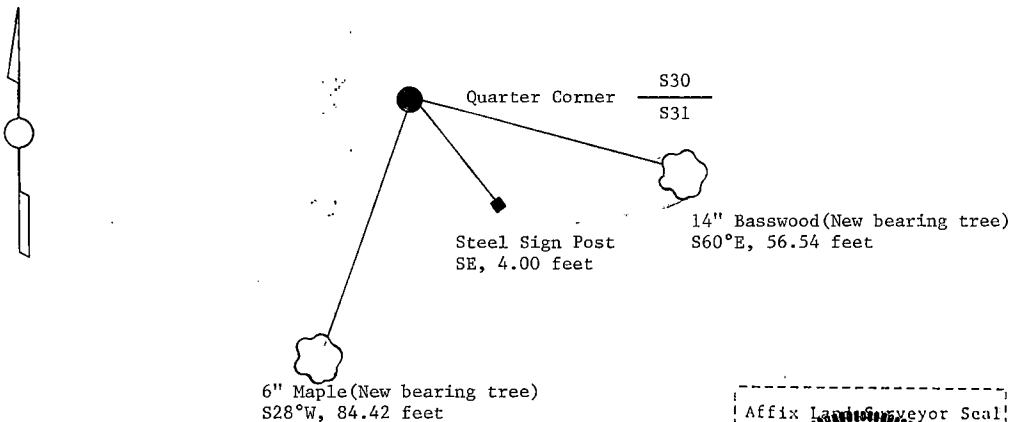 S30
Quarter Corner
S31
14" Basswood(New bearing tree)
S60°E, 56.54 feet
Steel Sign Post
SE, 4.00 feet
6" Maple(New bearing tree)
S28°W, 84.42 feet
Affix Land Surveyor Seal